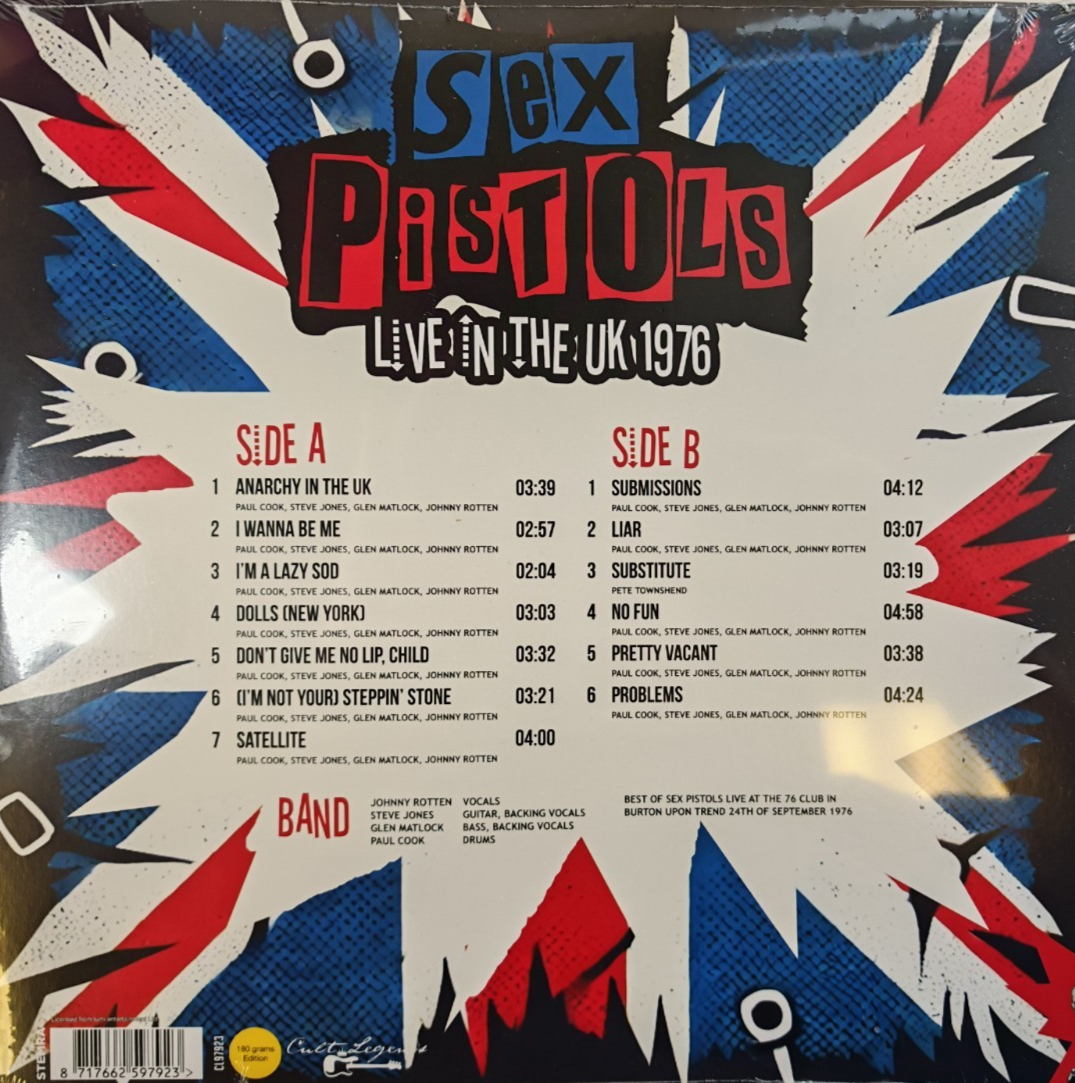 SeX
PiSTOLS
LIVE IN THE UK 1976
SIDE A
1 ANARCHY IN THE UK 03:39
PAUL COOK, STEVE JONES, GLEN MATLOCK, JOHNNY ROTTEN
2 I WANNA BE ME 02:57
PAUL COOK, STEVE JONES, GLEN MATLOCK, JOHNNY ROTTEN
3 I'M A LAZY SOD 02:04
PAUL COOK, STEVE JONES, GLEN MATLOCK, JOHNNY ROTTEN
4 DOLLS (NEW YORK) 03:03
PAUL COOK, STEVE JONES, GLEN MATLOCK, JOHNNY ROTTEN
5 DON'T GIVE ME NO LIP, CHILD 03:32
PAUL COOK, STEVE JONES, GLEN MATLOCK, JOHNNY ROTTEN
6 (I'M NOT YOUR) STEPPIN' STONE 03:21
PAUL COOK, STEVE JONES, GLEN MATLOCK, JOHNNY ROTTEN
7 SATELLITE 04:00
PAUL COOK, STEVE JONES, GLEN MATLOCK, JOHNNY ROTTEN
SIDE B
1 SUBMISSIONS 04:12
PAUL COOK, STEVE JONES, GLEN MATLOCK, JOHNNY ROTTEN
2 LIAR 03:07
PAUL COOK, STEVE JONES, GLEN MATLOCK, JOHNNY ROTTEN
3 SUBSTITUTE 03:19
PETE TOWNSHEND
4 NO FUN 04:58
PAUL COOK, STEVE JONES, GLEN MATLOCK, JOHNNY ROTTEN
5 PRETTY VACANT 03:38
PAUL COOK, STEVE JONES, GLEN MATLOCK, JOHNNY ROTTEN
6 PROBLEMS 04:24
PAUL COOK, STEVE JONES, GLEN MATLOCK, JOHNNY ROTTEN
BAND
JOHNNY ROTTEN VOCALS
STEVE JONES GUITAR, BACKING VOCALS
GLEN MATLOCK BASS, BACKING VOCALS
PAUL COOK DRUMS
BEST OF SEX PISTOLS LIVE AT THE 76 CLUB IN
BURTON UPON TREND 24TH OF SEPTEMBER 1976
Licensed from
STEMRA
8 717662 597923 >
CL97923
180 grams
Edition
Cult Legends